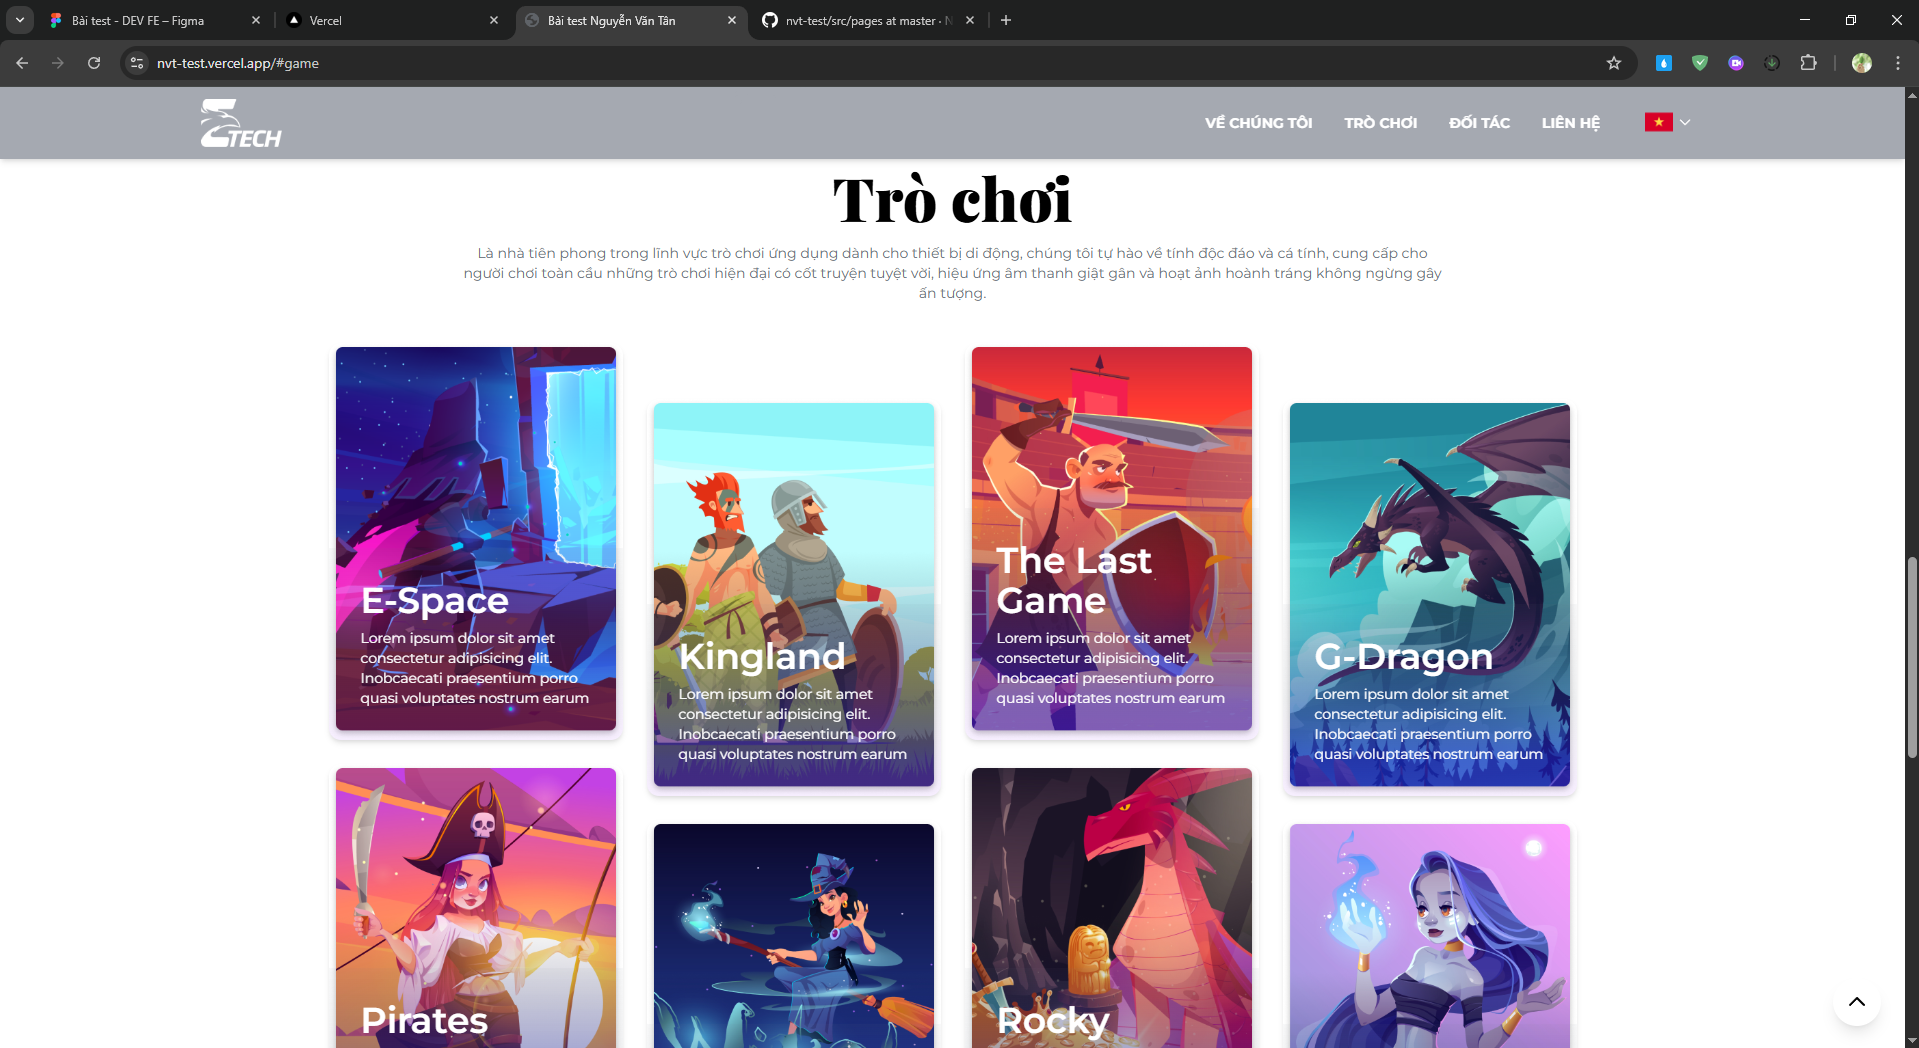 Bài test - DEV FE – Figma
Vercel
Bài test Nguyễn Văn Tân
nvt-test/src/pages at master · N
nvt-test.vercel.app/#game
ETECH
VỀ CHÚNG TÔI
TRÒ CHƠI
ĐỐI TÁC
LIÊN HỆ
Trò chơi
Là nhà tiên phong trong lĩnh vực trò chơi ứng dụng dành cho thiết bị di động, chúng tôi tự hào về tính độc đáo và cá tính, cung cấp cho
người chơi toàn cầu những trò chơi hiện đại có cốt truyện tuyệt vời, hiệu ứng âm thanh giật gân và hoạt ảnh hoành tráng không ngừng gây
ấn tượng.
E-Space
Lorem ipsum dolor sit amet
consectetur adipisicing elit.
Inobcaecati praesentium porro
quasi voluptates nostrum earum
Kingland
Lorem ipsum dolor sit amet
consectetur adipisicing elit.
Inobcaecati praesentium porro
quasi voluptates nostrum earum
The Last
Game
Lorem ipsum dolor sit amet
consectetur adipisicing elit.
Inobcaecati praesentium porro
quasi voluptates nostrum earum
G-Dragon
Lorem ipsum dolor sit amet
consectetur adipisicing elit.
Inobcaecati praesentium porro
quasi voluptates nostrum earum
Pirates
Rocky